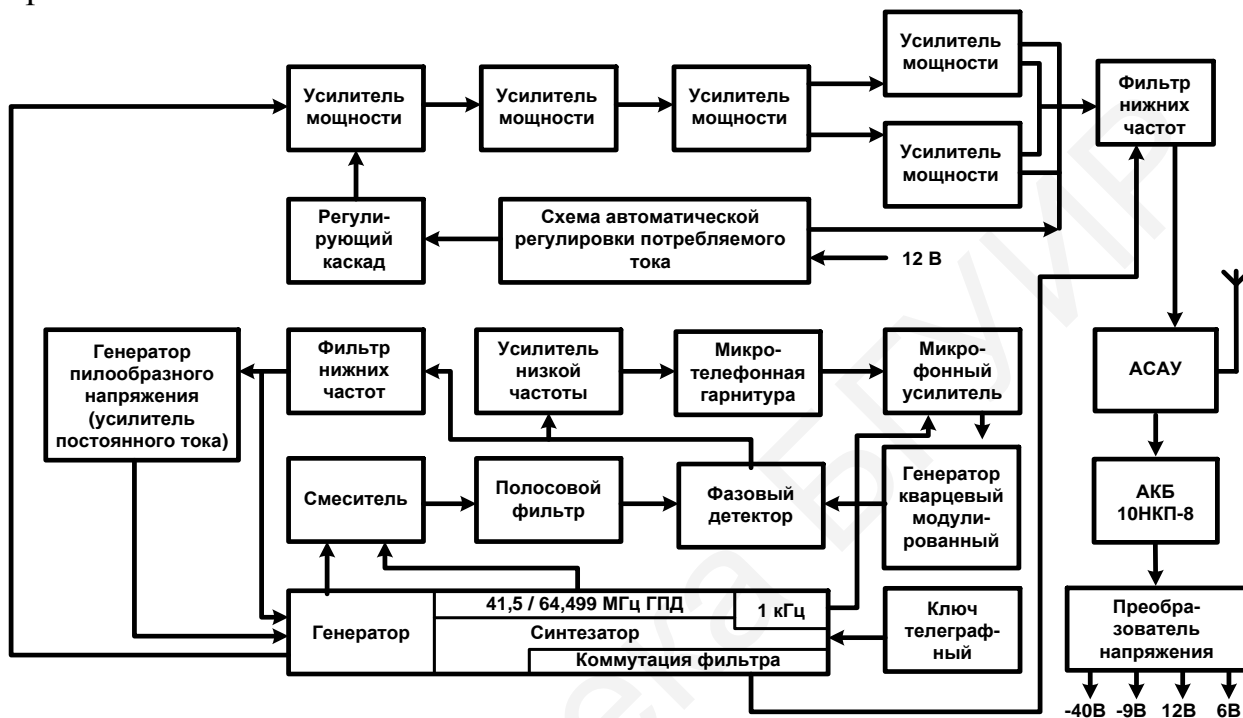 Усилитель
мощности
Усилитель
мощности
Усилитель
мощности
Усилитель
мощности
Усилитель
мощности
Фильтр
нижних
частот
Регули-
рующий
каскад
Схема автоматической
регулировки потребляемого
тока
12 В
Генератор
пилообразного
напряжения
(усилитель
постоянного тока)
Фильтр
нижних
частот
Усилитель
низкой
частоты
Микро-
телефонная
гарнитура
Микро-
фонный
усилитель
АСАУ
Смеситель
Полосовой
фильтр
Фазовый
детектор
Генератор
кварцевый
модули-
рованный
АКБ
10НКП-8
Генератор
41,5 / 64,499 МГц ГПД
1 кГц
Синтезатор
Коммутация фильтра
Ключ
телеграф-
ный
Преобра-
зователь
напряжения
-40В -9В 12В 6В
БГУИР